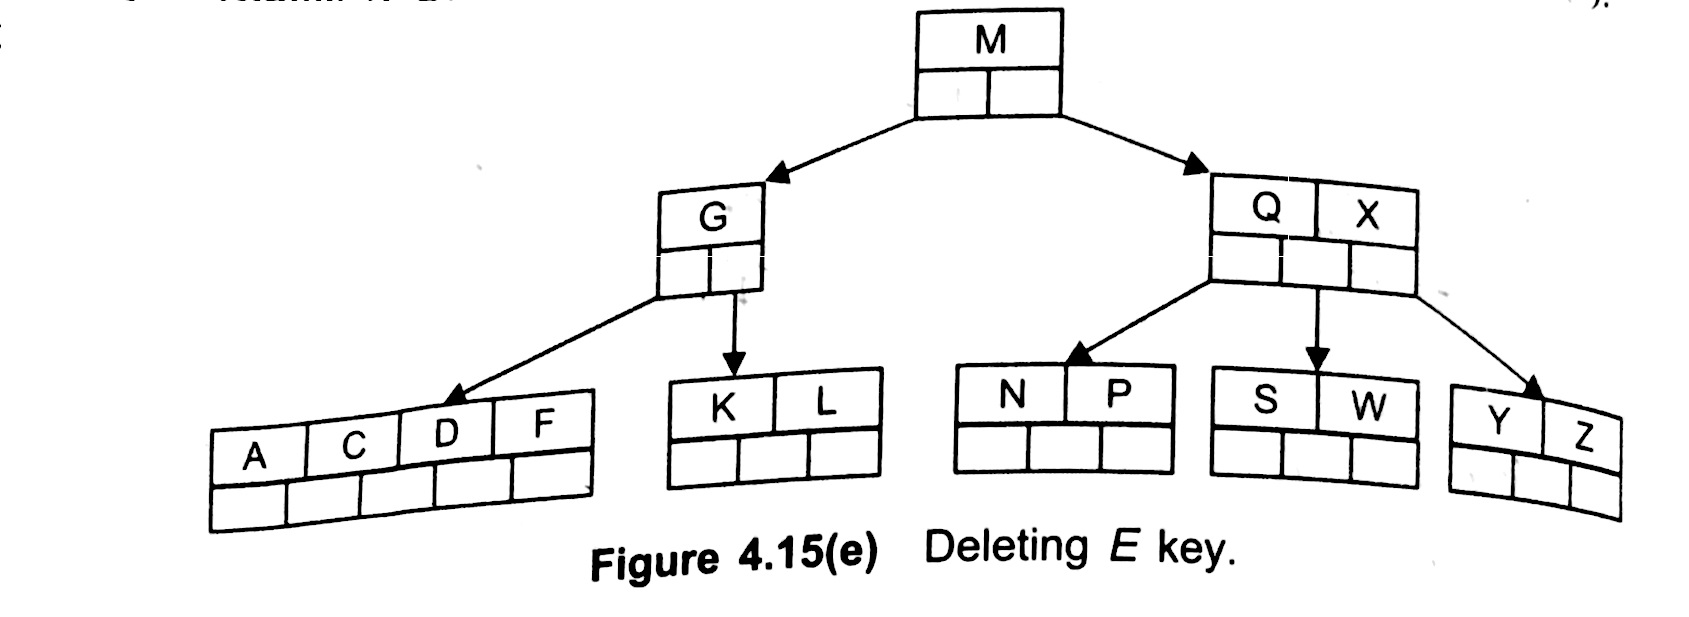 M
G
Q X
A C D F
K L
N P
S W
Y Z
Figure 4.15(e) Deleting E key.